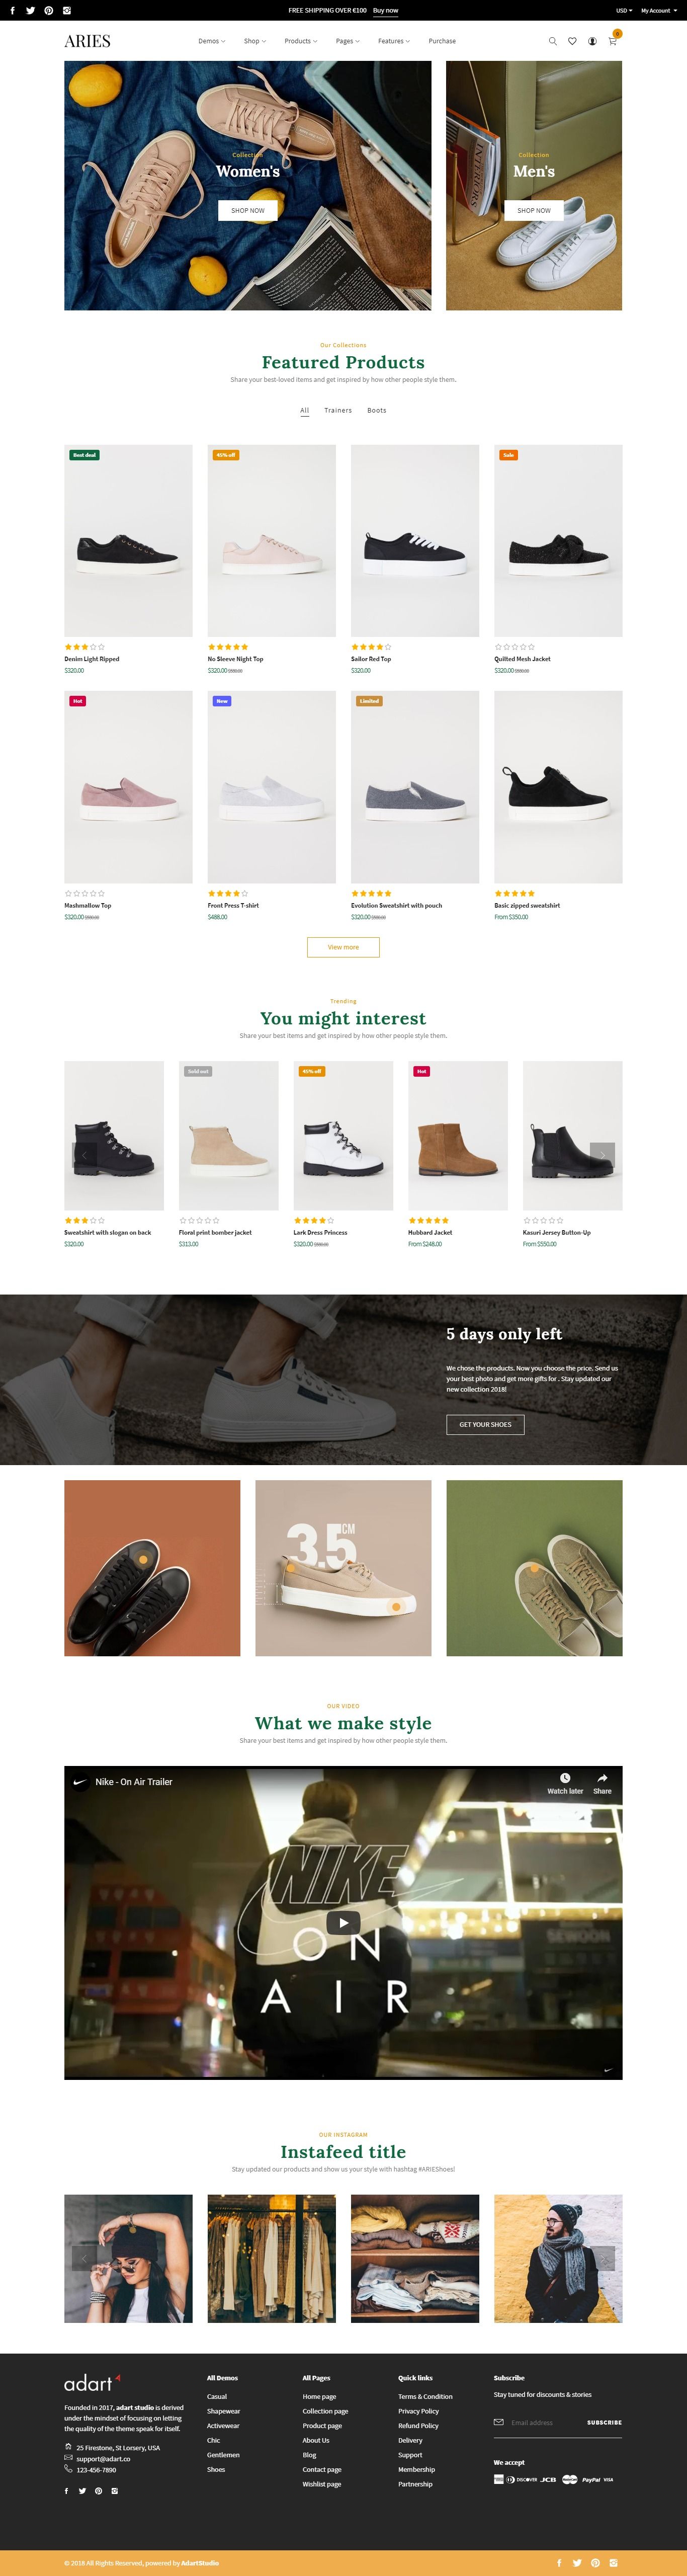 FREE SHIPPING OVER €100 Buy now
USD My Account
ARIES
Demos Shop Products Pages Features Purchase
0
Collection
Women's
SHOP NOW
Collection
Men's
SHOP NOW
Our Collections
Featured Products
Share your best-loved items and get inspired by how other people style them.
All Trainers Boots
Best deal
45% off
Sale
Denim Light Ripped
$320.00
No Sleeve Night Top
$320.00
Sailor Red Top
$320.00
Quilted Mesh Jacket
$320.00
Hot
New
Limited
Mashmallow Top
$320.00
Front Press T-shirt
$488.00
Evolution Sweatshirt with pouch
$320.00
Basic zipped sweatshirt
From $350.00
View more
Trending
You might interest
Share your best items and get inspired by how other people style them.
Sold out
45% off
Hot
Sweatshirt with slogan on back
$320.00
Floral print bomber jacket
$313.00
Lark Dress Princess
$320.00
Hubbard Jacket
From $248.00
Kasuri Jersey Button-Up
From $550.00
5 days only left
We chose the products. Now you choose the price. Send us
your best photo and get more gifts for . Stay updated our
new collection 2018!
GET YOUR SHOES
3.5CM
OUR VIDEO
What we make style
Share your best items and get inspired by how other people style them.
Nike - On Air Trailer
Watch later Share
NIKE
ON
AIR
OUR INSTAGRAM
Instafeed title
Stay updated our products and show us your style with hashtag #ARIEShoes!
adart
Founded in 2017, adart studio is derived
under the mindset of focusing on letting
the quality of the theme speak for itself.
25 Firestone, St Lorsery, USA
support@adart.co
123-456-7890
All Demos
Casual
Shapewear
Activewear
Chic
Gentlemen
Shoes
All Pages
Home page
Collection page
Product page
About Us
Blog
Contact page
Wishlist page
Quick links
Terms & Condition
Privacy Policy
Refund Policy
Delivery
Support
Membership
Partnership
Subscribe
Stay tuned for discounts & stories
Email address SUBSCRIBE
We accept
DISCOVER JCB PayPal VISA
© 2018 All Rights Reserved, powered by AdartStudio